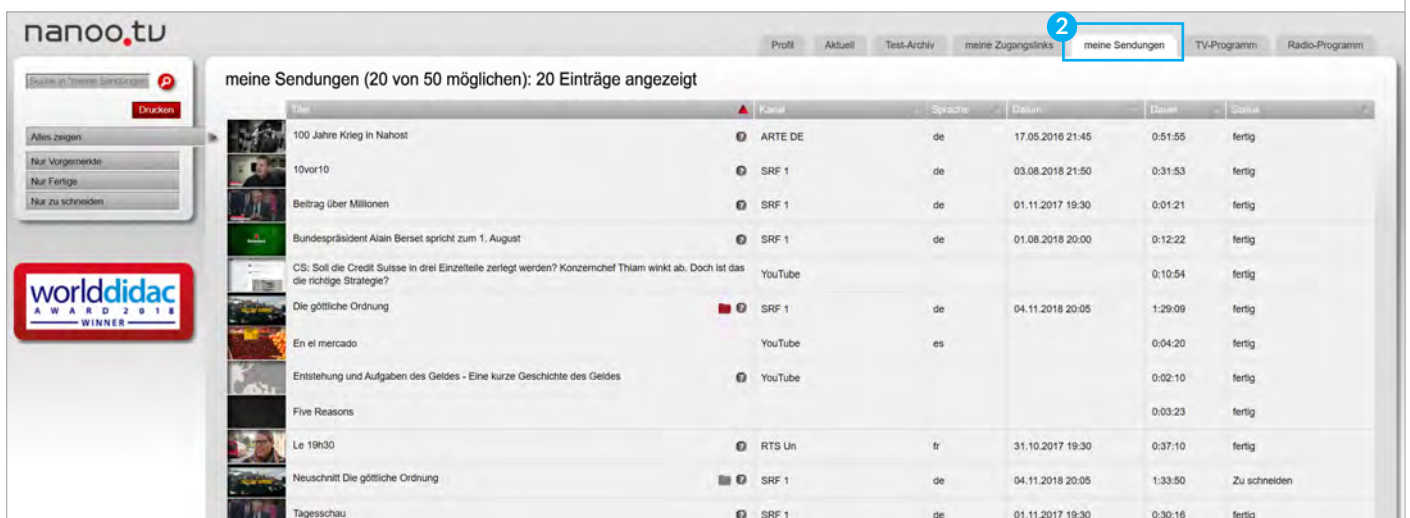 nanoo.tv
2
Profil Aktuell Test-Archiv meine Zugangslinks meine Sendungen TV-Programm Radio-Programm
Suche in "meine Sendungen
Drucken
Alles zeigen
Nur Vorgemerkte
Nur Fertige
Nur zu schneiden
worlddidac
AWARD 2018
WINNER
meine Sendungen (20 von 50 möglichen): 20 Einträge angezeigt
Titel Kanal Sprache Datum Dauer Status
100 Jahre Krieg in Nahost ARTE DE de 17.05.2016 21:45 0:51:55 fertig
10vor10 SRF 1 de 03.08.2018 21:50 0:31:53 fertig
Beitrag über Millionen SRF 1 de 01.11.2017 19:30 0:01:21 fertig
Bundespräsident Alain Berset spricht zum 1. August SRF 1 de 01.08.2018 20:00 0:12:22 fertig
CS: Soll die Credit Suisse in drei Einzelteile zerlegt werden? Konzernchef Thiam winkt ab. Doch ist das
die richtige Strategie? YouTube 0:10:54 fertig
Die göttliche Ordnung SRF 1 de 04.11.2018 20:05 1:29:09 fertig
En el mercado YouTube es 0:04:20 fertig
Entstehung und Aufgaben des Geldes - Eine kurze Geschichte des Geldes YouTube 0:02:10 fertig
Five Reasons 0:03:23 fertig
Le 19h30 RTS Un fr 31.10.2017 19:30 0:37:10 fertig
Neuschnitt Die göttliche Ordnung SRF 1 de 04.11.2018 20:05 1:33:50 Zu schneiden
Tagesschau SRF 1 de 01.11.2017 19:30 0:30:16 fertig